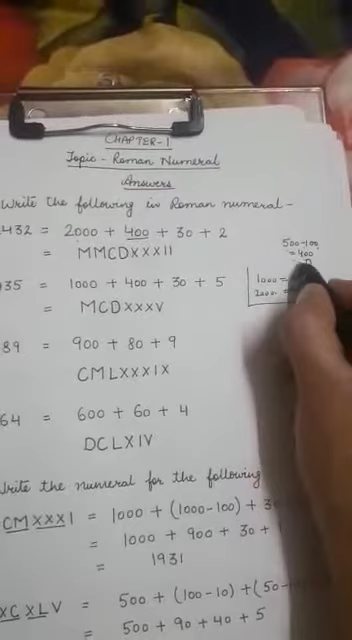 CHAPTER-1
Topic - Roman Numeral
Answers
Write the following in Roman numeral -
432 = 2000 + 400 + 30 + 2
= MMCDXXXII
500-100
= 400
D
1000 =
2000 =
35 = 1000 + 400 + 30 + 5
= MCDXXXV
89 = 900 + 80 + 9
CMLXXXIX
64 = 600 + 60 + 4
DCLXIV
Write the numeral for the following
CMXXXI = 1000 + (1000-100) + 30
= 1000 + 900 + 30 + 1
= 1931
XCXLV = 500 + (100-10) + (50-
= 500 + 90 + 40 + 5